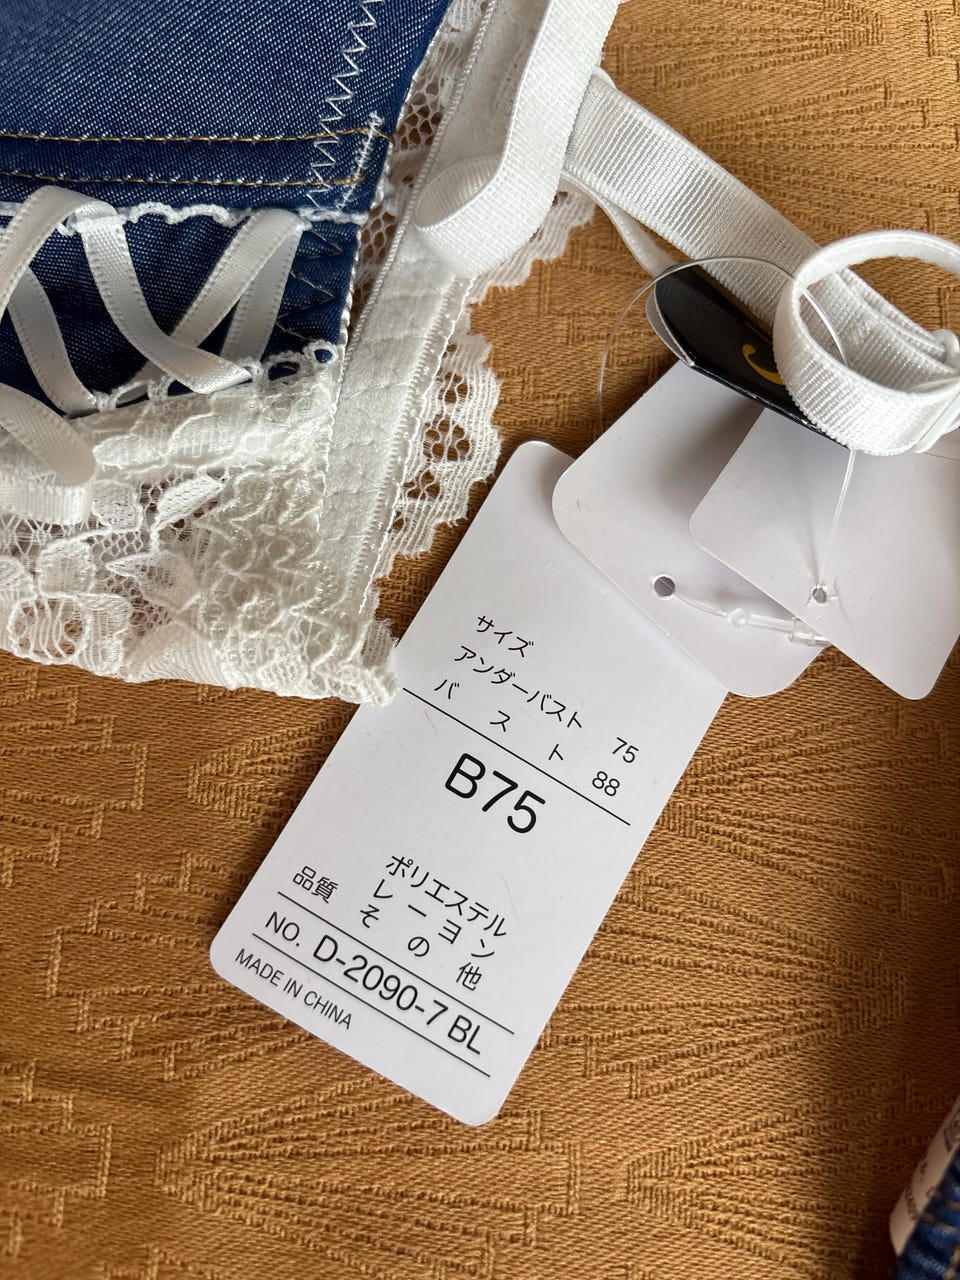 サイズ
アンダーバスト 75
バスト 88
B75
品質 ポリエステル
レーヨン
その他
NO. D-2090-7 BL
MADE IN CHINA